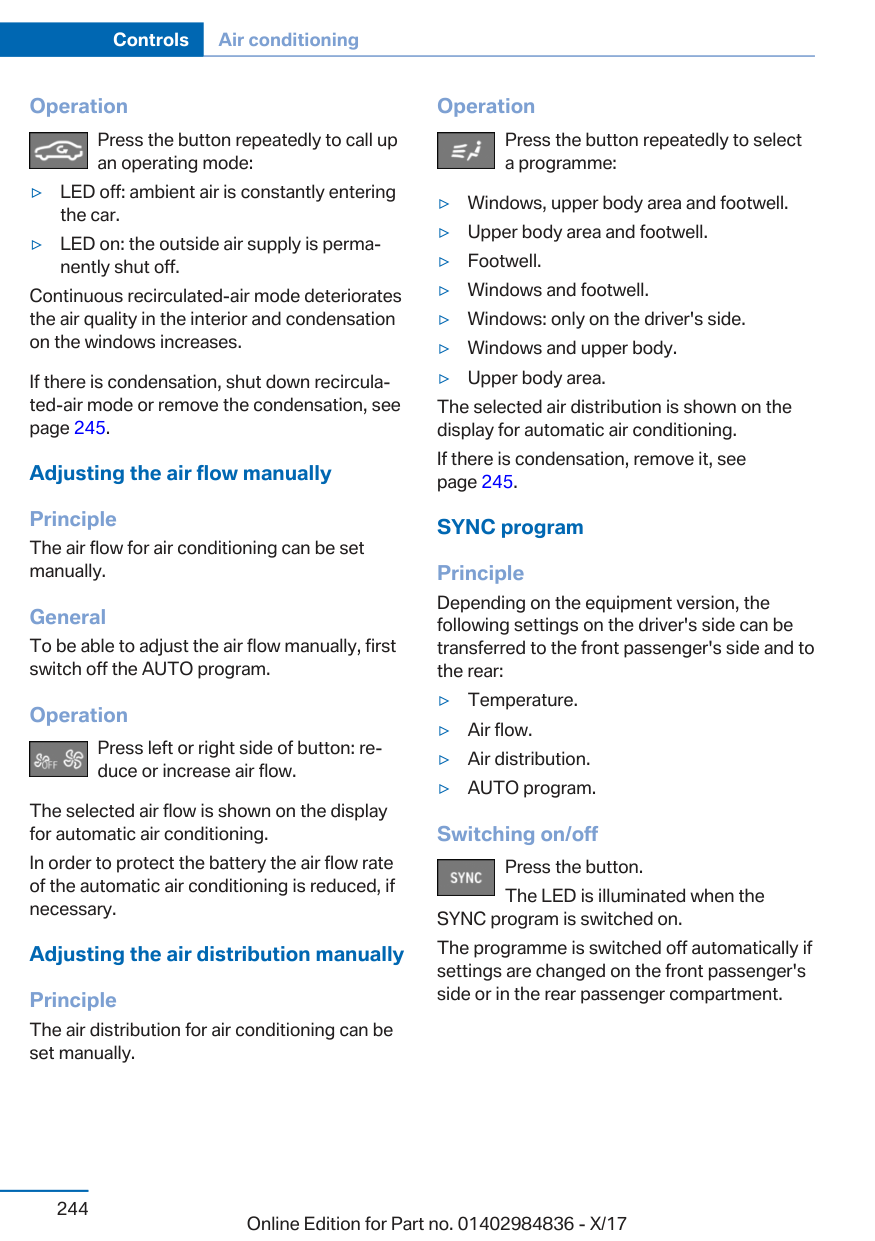 Controls Air conditioning
Operation
Press the button repeatedly to call up
an operating mode:
▷ LED off: ambient air is constantly entering
the car.
▷ LED on: the outside air supply is perma-
nently shut off.
Continuous recirculated-air mode deteriorates
the air quality in the interior and condensation
on the windows increases.
If there is condensation, shut down recircula-
ted-air mode or remove the condensation, see
page 245.
Adjusting the air flow manually
Principle
The air flow for air conditioning can be set
manually.
General
To be able to adjust the air flow manually, first
switch off the AUTO program.
Operation
OFF
Press left or right side of button: re-
duce or increase air flow.
The selected air flow is shown on the display
for automatic air conditioning.
In order to protect the battery the air flow rate
of the automatic air conditioning is reduced, if
necessary.
Adjusting the air distribution manually
Principle
The air distribution for air conditioning can be
set manually.
Operation
Press the button repeatedly to select
a programme:
▷ Windows, upper body area and footwell.
▷ Upper body area and footwell.
▷ Footwell.
▷ Windows and footwell.
▷ Windows: only on the driver's side.
▷ Windows and upper body.
▷ Upper body area.
The selected air distribution is shown on the
display for automatic air conditioning.
If there is condensation, remove it, see
page 245.
SYNC program
Principle
Depending on the equipment version, the
following settings on the driver's side can be
transferred to the front passenger's side and to
the rear:
▷ Temperature.
▷ Air flow.
▷ Air distribution.
▷ AUTO program.
Switching on/off
SYNC
Press the button.
The LED is illuminated when the
SYNC program is switched on.
The programme is switched off automatically if
settings are changed on the front passenger's
side or in the rear passenger compartment.
244
Online Edition for Part no. 01402984836 - X/17